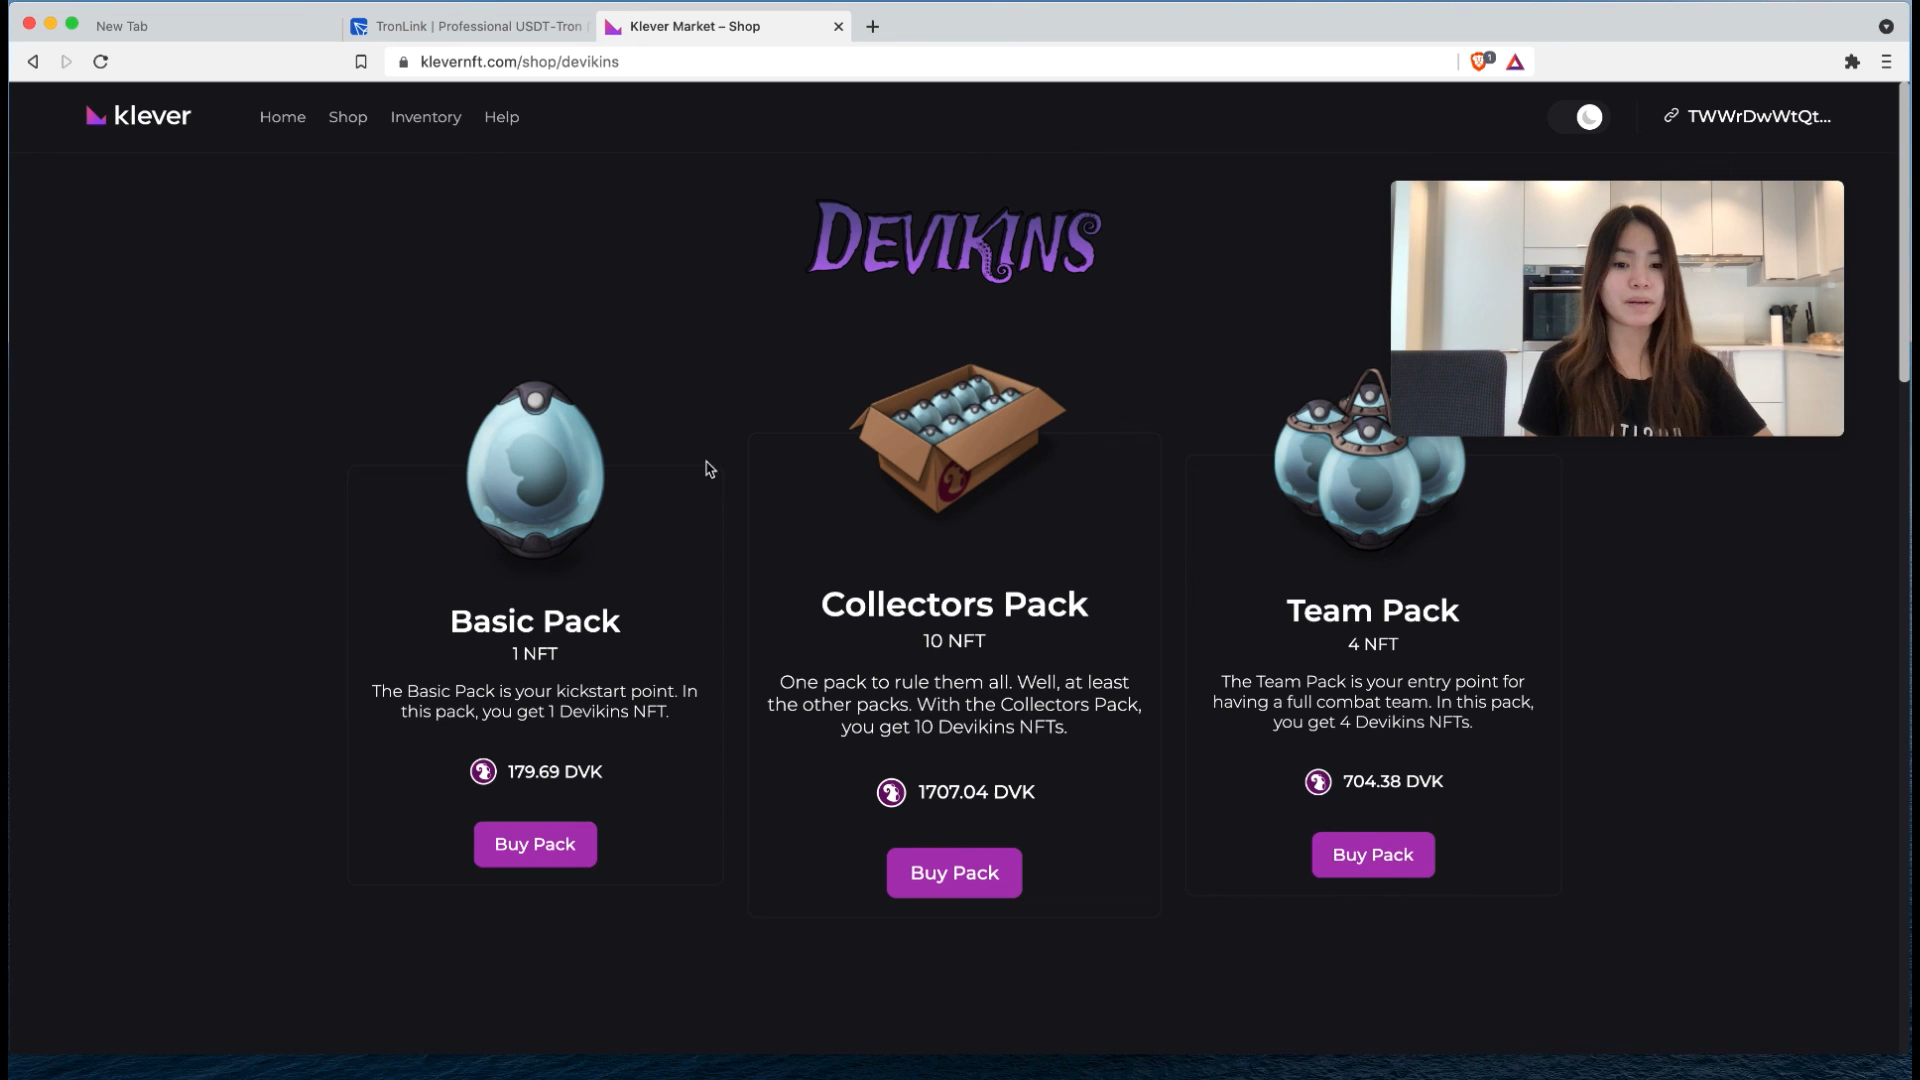 New Tab
TronLink | Professional USDT-Tron
Klever Market – Shop
klevernft.com/shop/devikins
1
klever
Home
Shop
Inventory
Help
TWWrDwWtQt...
DEVIKINS
Basic Pack
1 NFT
The Basic Pack is your kickstart point. In
this pack, you get 1 Devikins NFT.
179.69 DVK
Buy Pack
Collectors Pack
10 NFT
One pack to rule them all. Well, at least
the other packs. With the Collectors Pack,
you get 10 Devikins NFTs.
1707.04 DVK
Buy Pack
Team Pack
4 NFT
The Team Pack is your entry point for
having a full combat team. In this pack,
you get 4 Devikins NFTs.
704.38 DVK
Buy Pack